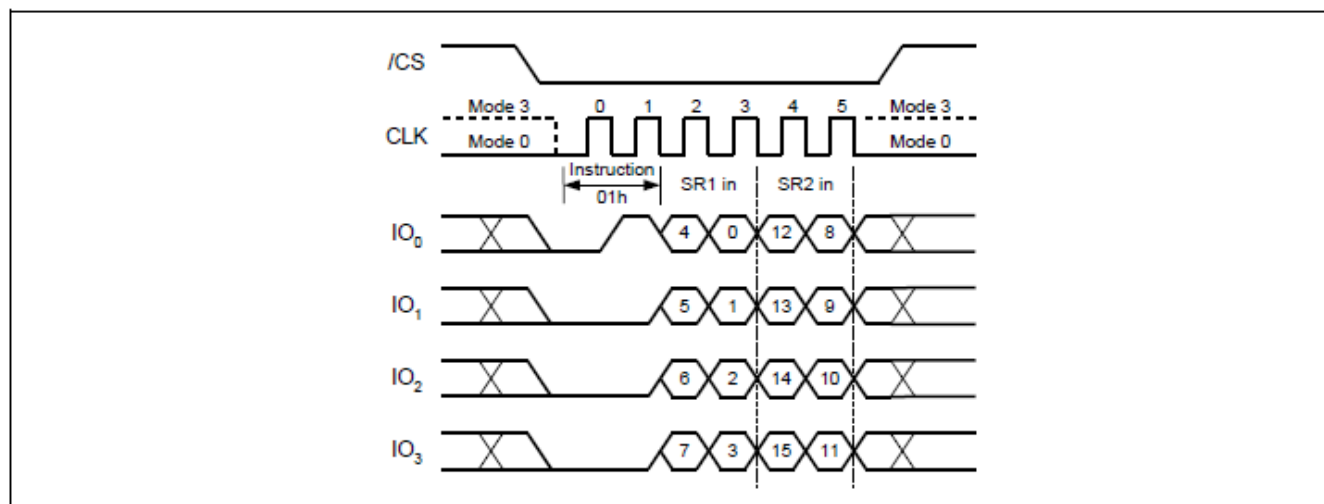 /CS
Mode 3 0 1 2 3 4 5 Mode 3
CLK Mode 0 Mode 0
Instruction
01h SR1 in SR2 in
IO₀ 4 0 12 8
IO₁ 5 1 13 9
IO₂ 6 2 14 10
IO₃ 7 3 15 11